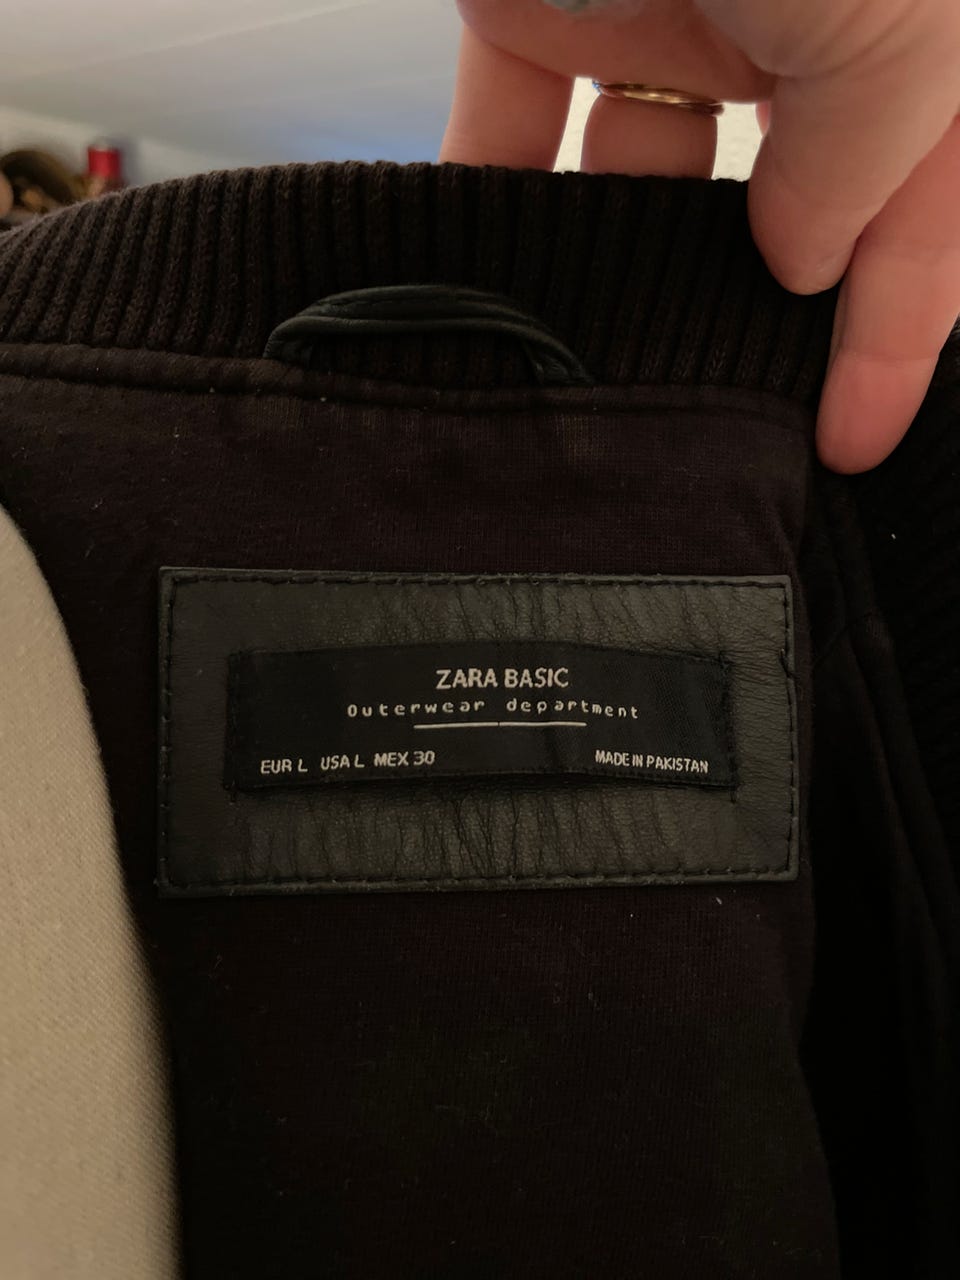 ZARA BASIC
Outerwear department
EUR L USA L MEX 30
MADE IN PAKISTAN